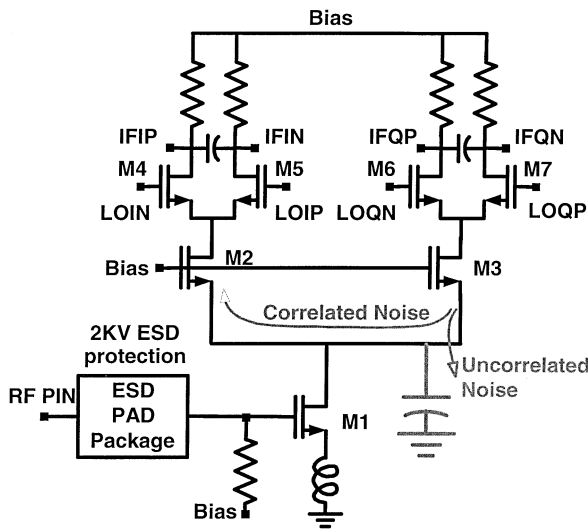 Bias
IFIP
IFIN
IFQP
IFQN
M4
M5
M6
M7
LOIN
LOIP
LOQN
LOQP
Bias
M2
M3
Correlated Noise
2KV ESD
protection
Uncorrelated
Noise
RF PIN
ESD
PAD
Package
M1
Bias